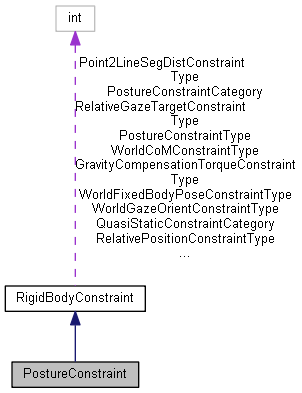 int
Point2LineSegDistConstraint
Type
PostureConstraintCategory
RelativeGazeTargetConstraint
Type
PostureConstraintType
WorldCoMConstraintType
GravityCompensationTorqueConstraint
Type
WorldFixedBodyPoseConstraintType
WorldGazeOrientConstraintType
QuasiStaticConstraintCategory
RelativePositionConstraintType
...
RigidBodyConstraint
PostureConstraint